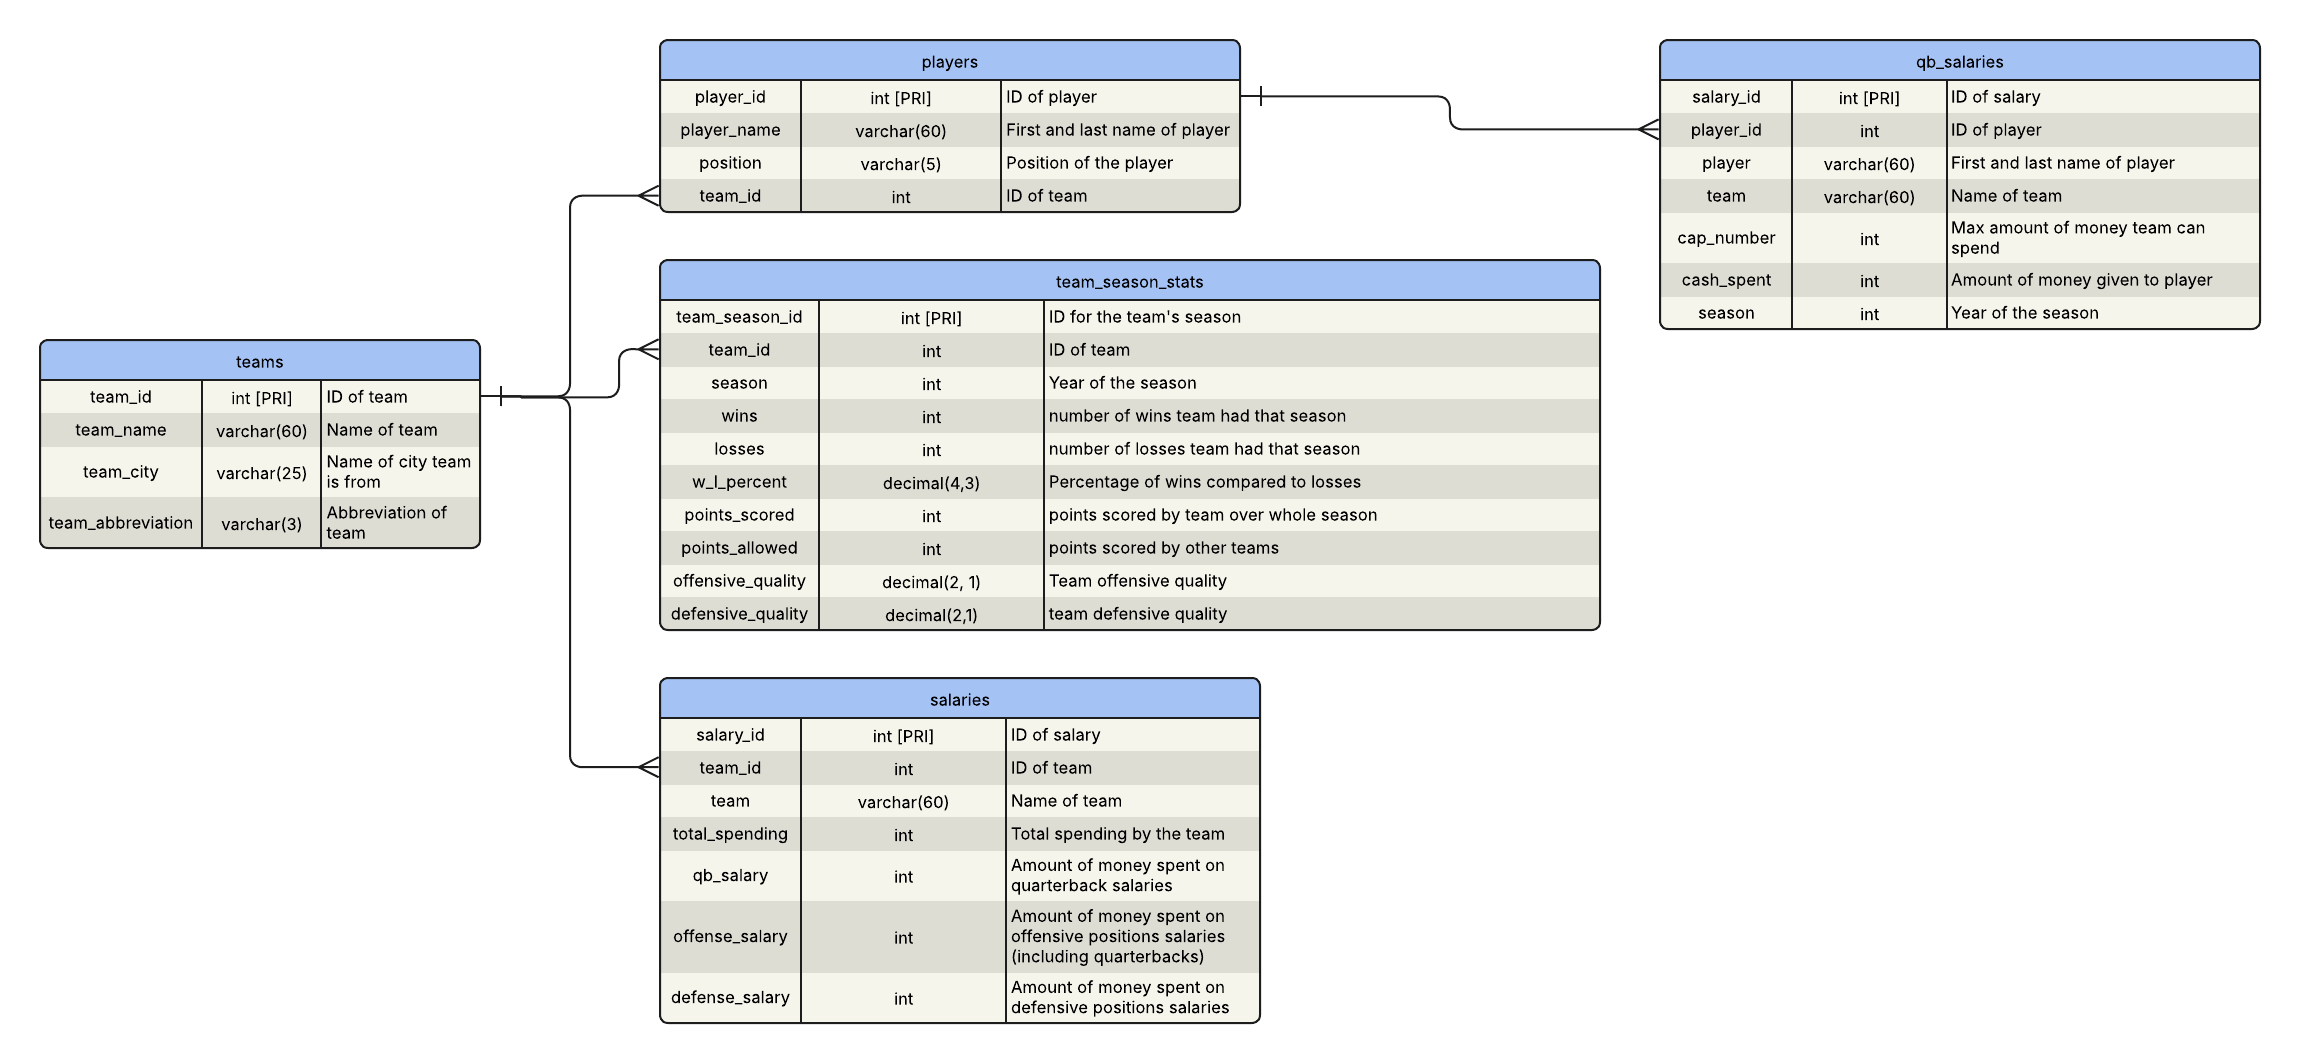 players
player_id int [PRI] ID of player
player_name varchar(60) First and last name of player
position varchar(5) Position of the player
team_id int ID of team
qb_salaries
salary_id int [PRI] ID of salary
player_id int ID of player
player varchar(60) First and last name of player
team varchar(60) Name of team
cap_number int Max amount of money team can
spend
cash_spent int Amount of money given to player
season int Year of the season
team_season_stats
team_season_id int [PRI] ID for the team's season
team_id int ID of team
season int Year of the season
wins int number of wins team had that season
losses int number of losses team had that season
w_l_percent decimal(4,3) Percentage of wins compared to losses
points_scored int points scored by team over whole season
points_allowed int points scored by other teams
offensive_quality decimal(2, 1) Team offensive quality
defensive_quality decimal(2,1) team defensive quality
teams
team_id int [PRI] ID of team
team_name varchar(60) Name of team
team_city varchar(25) Name of city team
is from
team_abbreviation varchar(3) Abbreviation of
team
salaries
salary_id int [PRI] ID of salary
team_id int ID of team
team varchar(60) Name of team
total_spending int Total spending by the team
qb_salary int Amount of money spent on
quarterback salaries
offense_salary int Amount of money spent on
offensive positions salaries
(including quarterbacks)
defense_salary int Amount of money spent on
defensive positions salaries